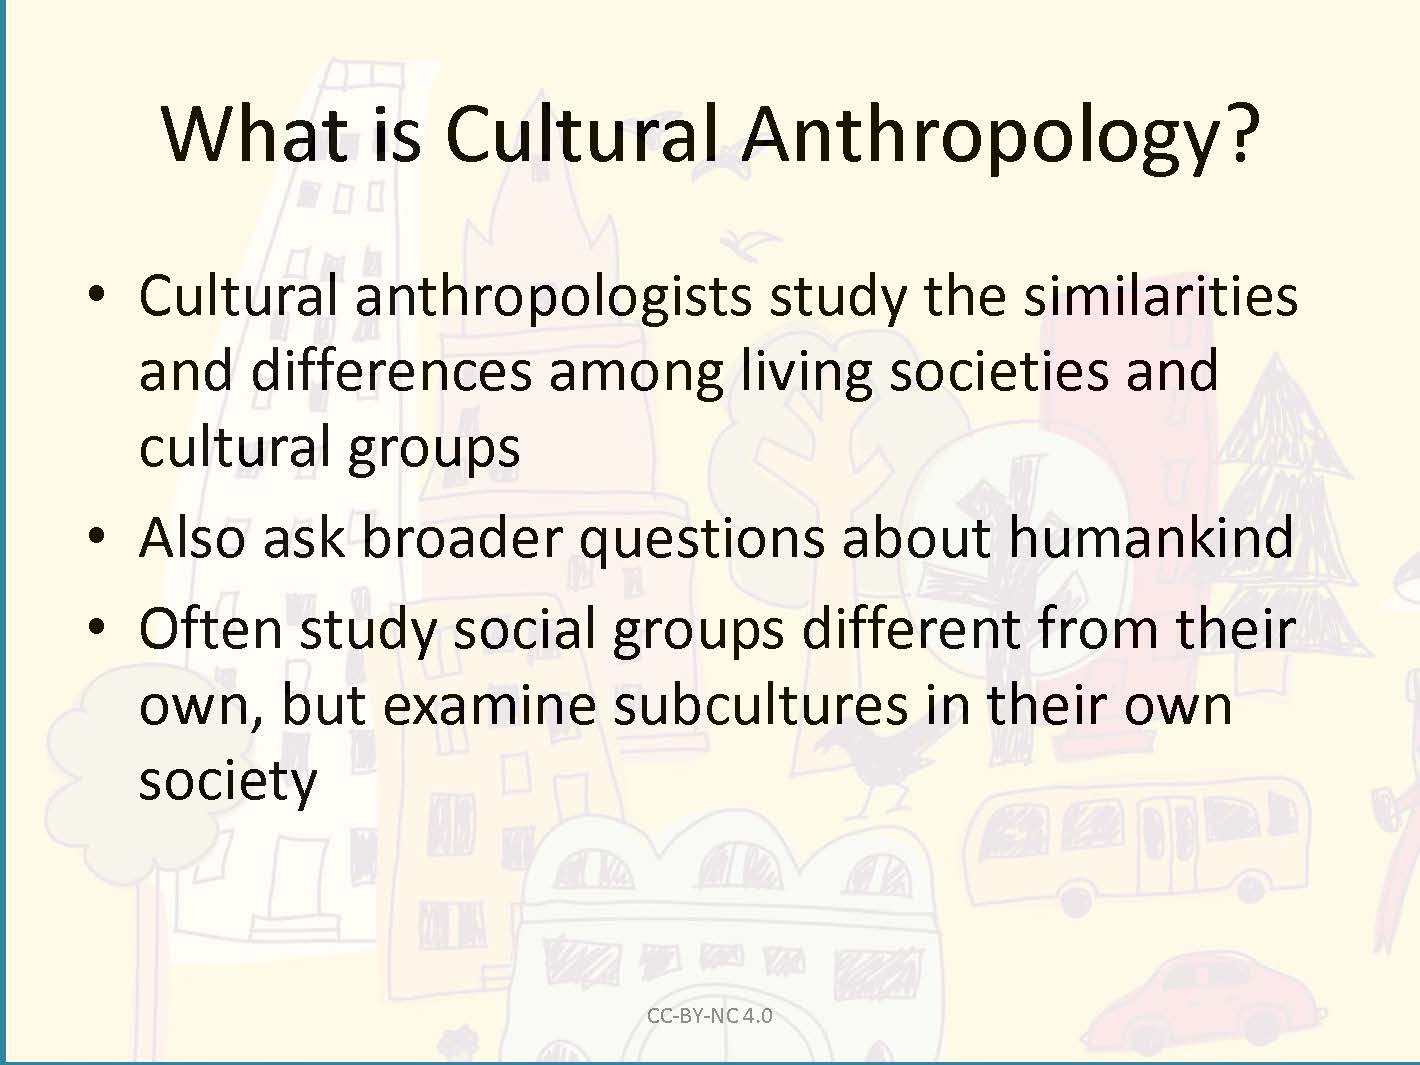 What is Cultural Anthropology?
• Cultural anthropologists study the similarities
and differences among living societies and
cultural groups
• Also ask broader questions about humankind
• Often study social groups different from their
own, but examine subcultures in their own
society
CC-BY-NC 4.0